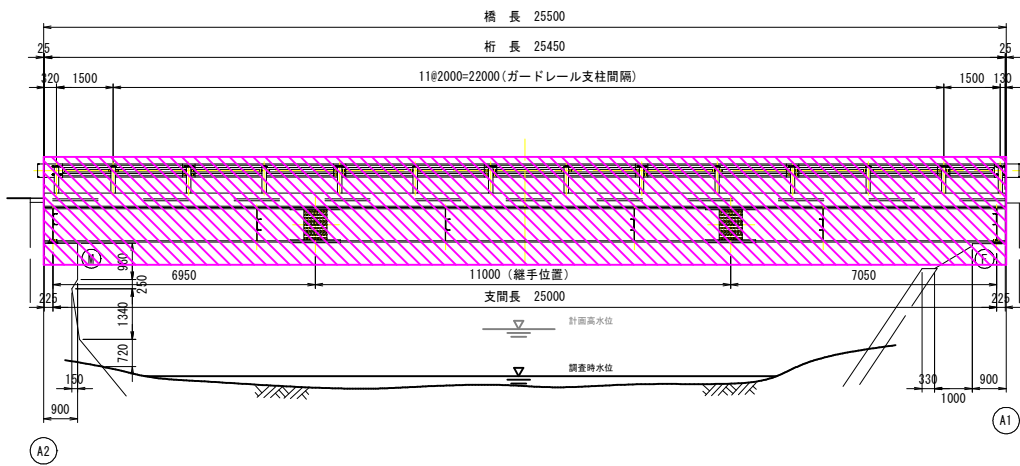 橋 長 25500
25 桁 長 25450 25
320 1500 11@2000=22000(ガードレール支柱間隔) 1500 130
M F
6950 11000 (継手位置) 7050
225 支間長 25000 225
250
1340
720
計画高水位
調査時水位
150 330 900
900 1000
A2 A1